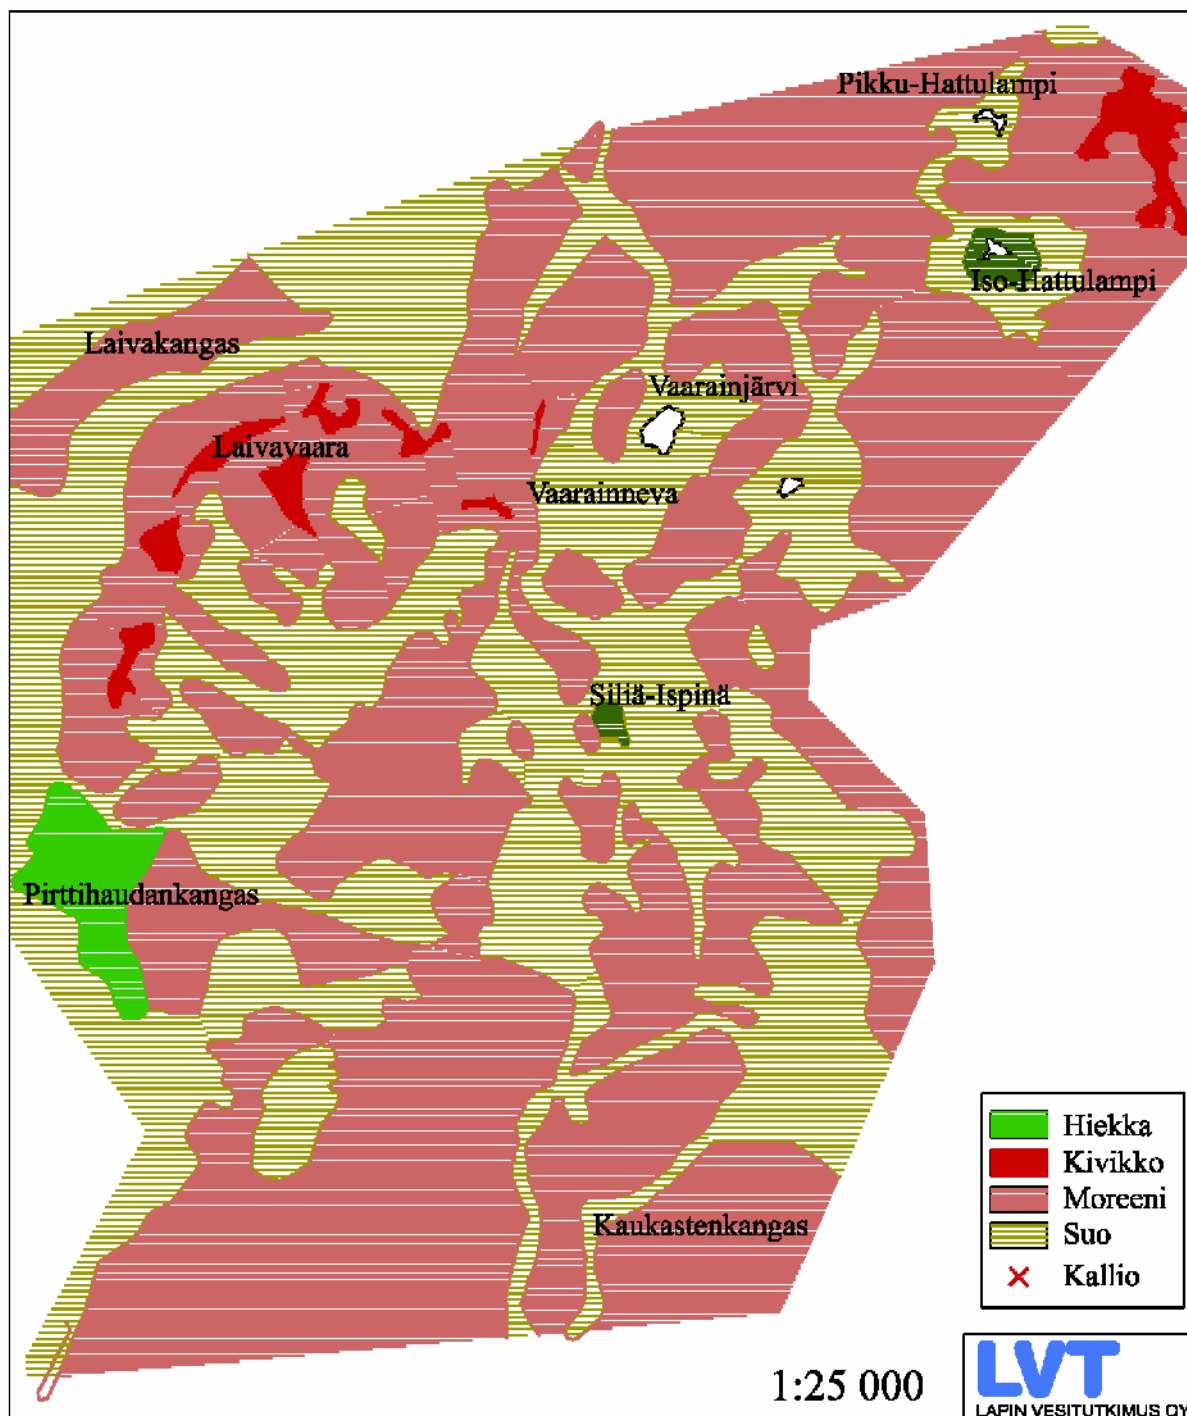 Pikku-Hattulampi
Iso-Hattulampi
Laivakangas
Vaarainjärvi
Laivavaara
Vaarainneva
Siliä-Ispinä
Pirttihaudankangas
Kaukastenkangas
Hiekka
Kivikko
Moreeni
Suo
Kallio
1:25 000
LVT
LAPIN VESITUTKIMUS OY